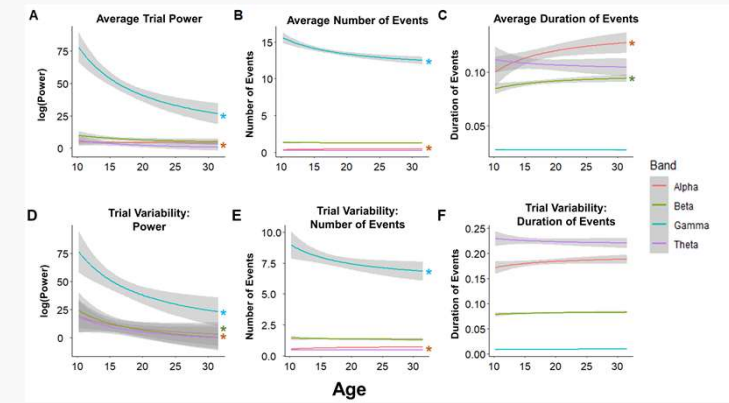 A Average Trial Power
log(Power)
75
50
25
0
10 15 20 25 30
*
*
B Average Number of Events
Number of Events
15
10
5
0
10 15 20 25 30
*
*
C Average Duration of Events
Duration of Events
0.10
0.05
10 15 20 25 30
*
*
Band
Alpha
Beta
Gamma
Theta
D Trial Variability:
Power
log(Power)
75
50
25
0
10 15 20 25 30
*
*
*
E Trial Variability:
Number of Events
Number of Events
10.0
7.5
5.0
2.5
0.0
10 15 20 25 30
*
*
F Trial Variability:
Duration of Events
Duration of Events
0.25
0.20
0.15
0.10
0.05
0.00
10 15 20 25 30
Age